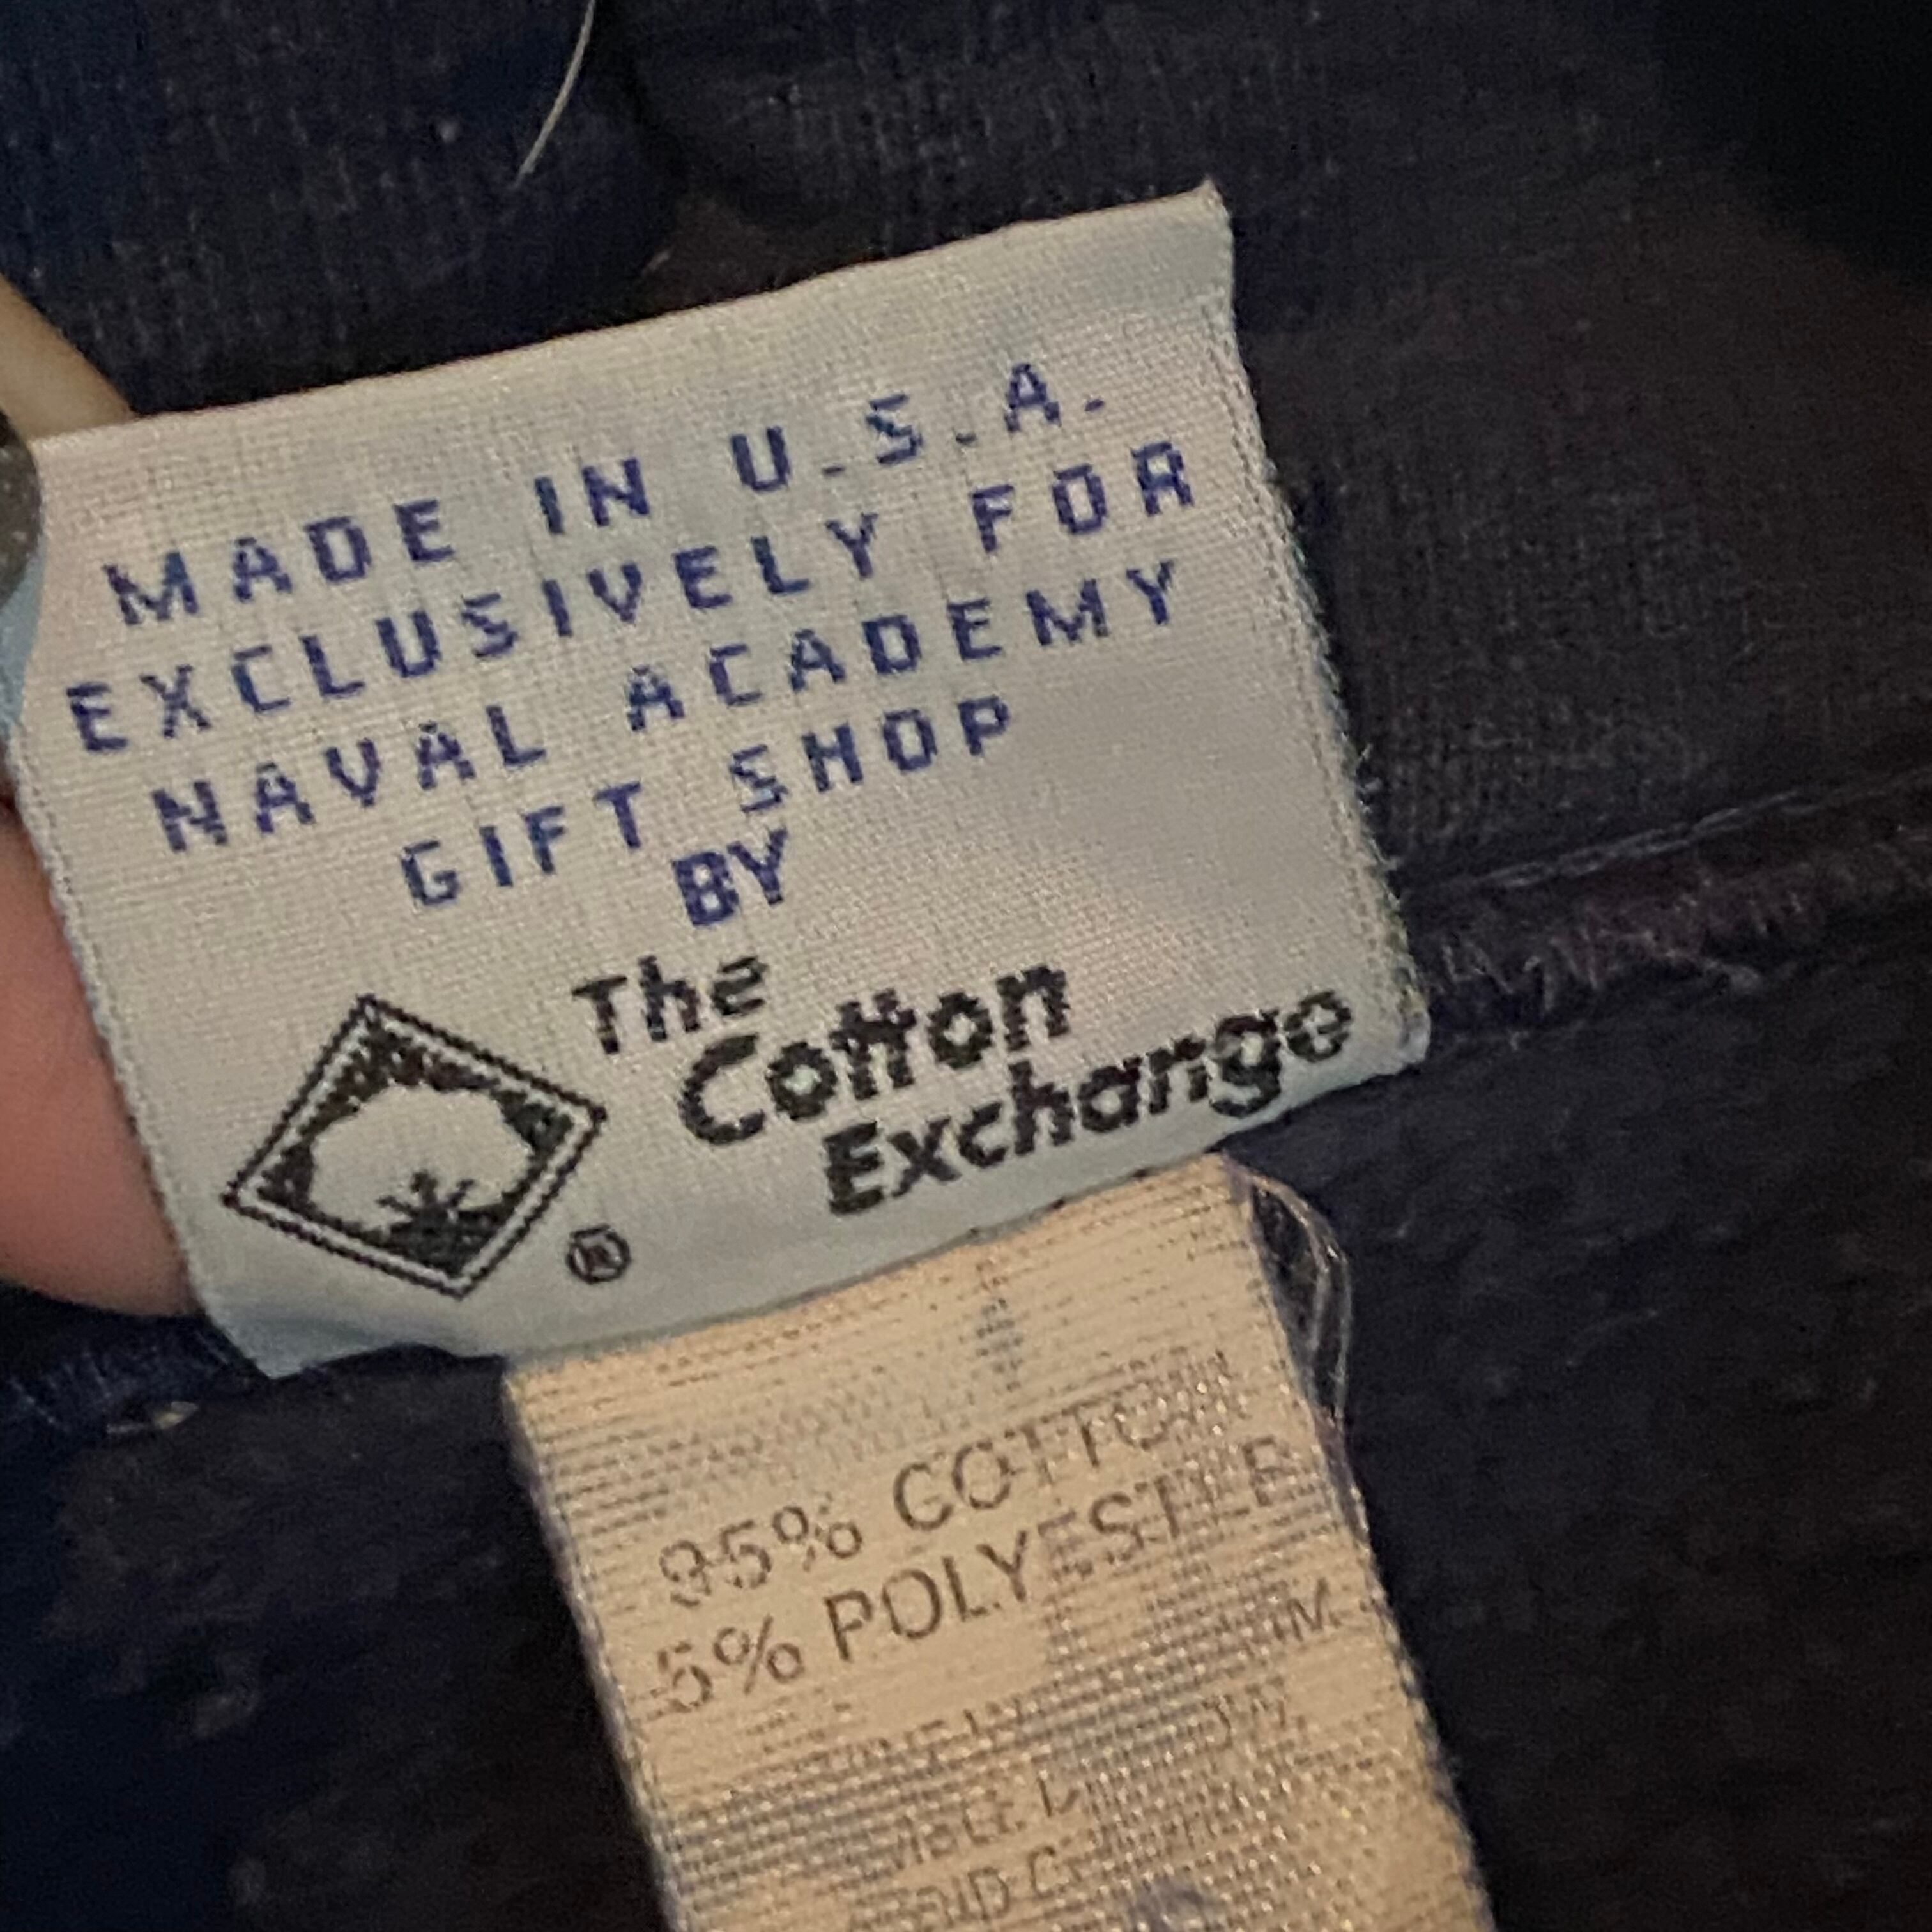 MADE IN U.S.A.
EXCLUSIVELY FOR
NAVAL ACADEMY
GIFT SHOP
BY
The
Cotton
Exchange
®
95% COTTON
5% POLYESTER